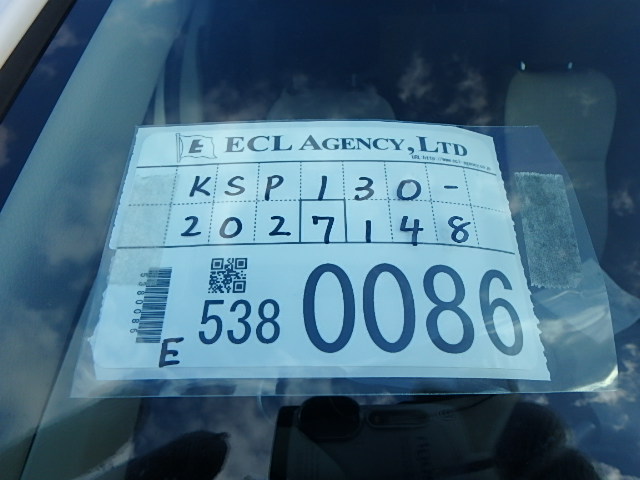 E ECL AGENCY, LTD
KSP130-
2027148
E 538 0086